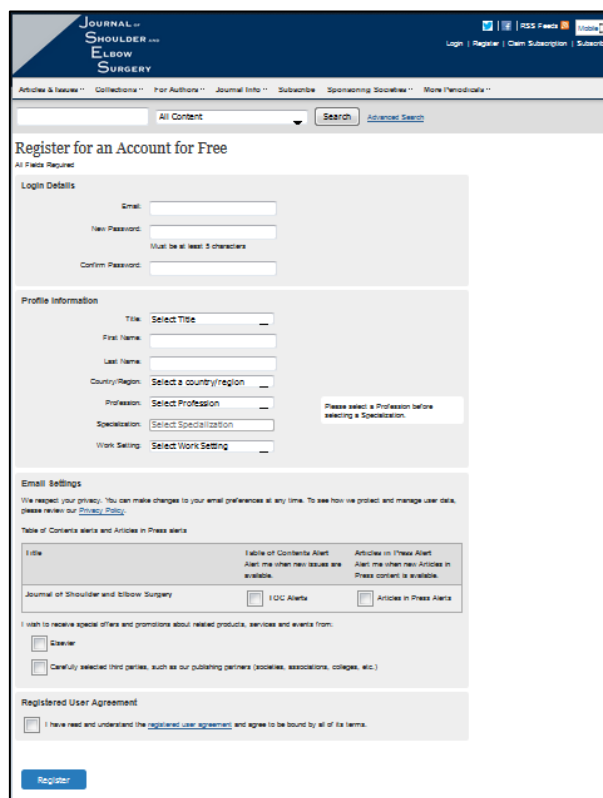 JOURNAL OF
SHOULDER AND
ELBOW
SURGERY
RSS Feeds
Mobile
Login | Register | Claim Subscription | Subscribe
Articles & Issues
Collections
For Authors
Journal Info
Subscribe
Sponsoring Societies
More Periodicals
All Content
Search
Advanced Search
Register for an Account for Free
All Fields Required
Login Details
Email:
New Password:
Must be at least 5 characters
Confirm Password:
Profile Information
Title:
Select Title
First Name:
Last Name:
Country/Region:
Select a country/region
Profession:
Select Profession
Please select a Profession before
selecting a Specialization.
Specialization:
Select Specialization
Work Setting:
Select Work Setting
Email Settings
We respect your privacy. You can make changes to your email preferences at any time. To see how we protect and manage user data,
please review our Privacy Policy.
Table of Contents alerts and Articles in Press alerts
Title
Table of Contents Alert
Alert me when new issues are
available.
Articles in Press Alert
Alert me when new Articles in
Press content is available.
Journal of Shoulder and Elbow Surgery
TOC Alerts
Articles in Press Alerts
I wish to receive special offers and promotions about related products, services and events from:
Elsevier
Carefully selected third parties, such as our publishing partners (societies, associations, colleges, etc.)
Registered User Agreement
I have read and understand the registered user agreement and agree to be bound by all of its terms.
Register